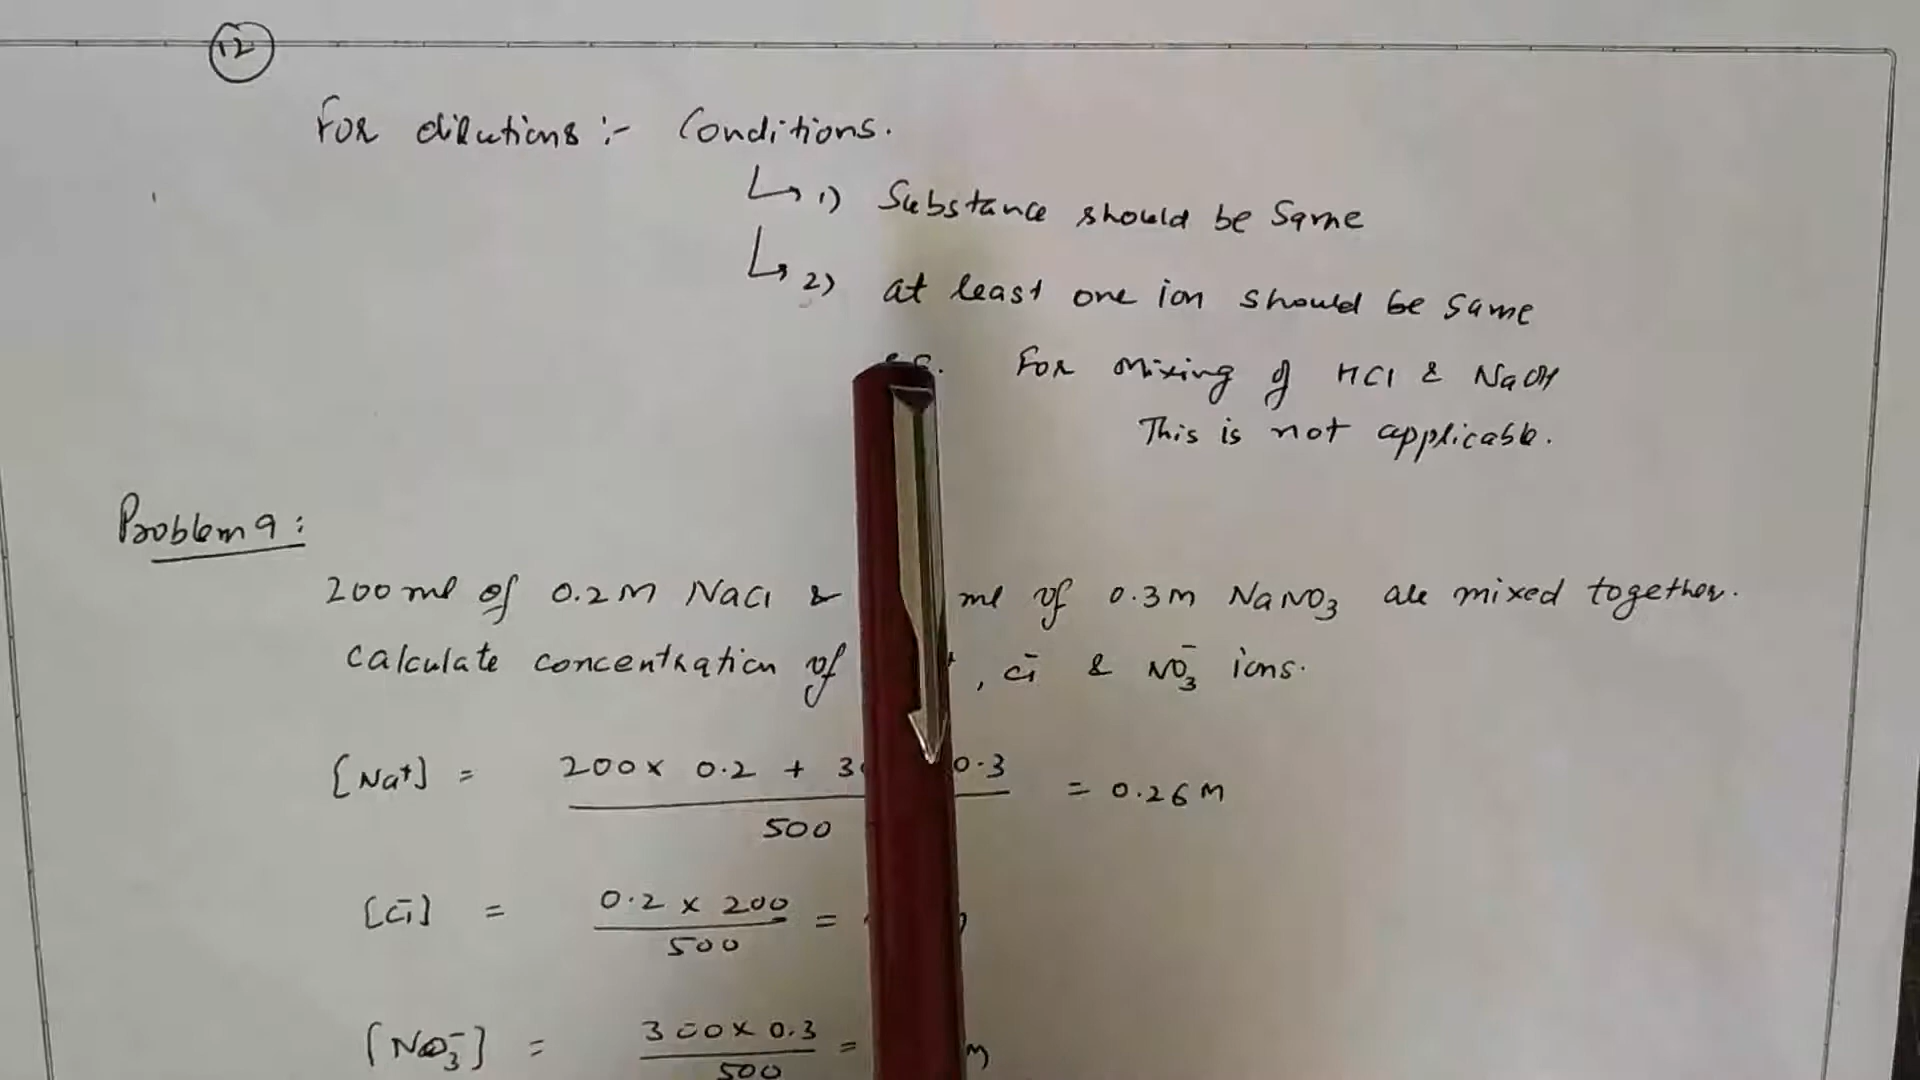 12
For dilutions :- Conditions.
↳ 1) Substance should be same
↳ 2) at least one ion should be same
For mixing of HCl & NaOH
This is not applicable.
Problem 9 :
200 ml of 0.2 M NaCl & ml of 0.3 M NaNO₃ are mixed together.
Calculate concentration of , Cl⁻ & NO₃⁻ ions.
[Na⁺] = 200 x 0.2 + 0.3 / 500 = 0.26 M
[Cl⁻] = 0.2 x 200 / 500 =
[NO₃⁻] = 300 x 0.3 / 500 = M